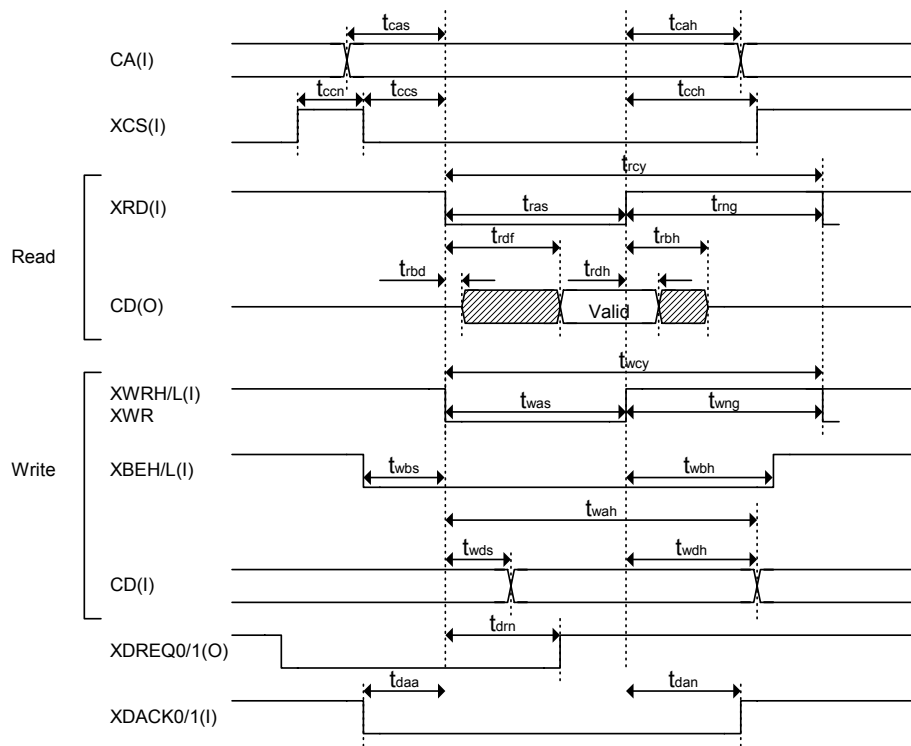 tcas
tcah
CA(I)
tccn
tccs
tcch
XCS(I)
trcy
XRD(I)
tras
trng
Read
trdf
trbh
trbd
trdh
CD(O)
Valid
twcy
XWRH/L(I)
XWR
twas
twng
Write
XBEH/L(I)
twbs
twbh
twah
twds
twdh
CD(I)
tdrn
XDREQ0/1(O)
tdaa
tdan
XDACK0/1(I)